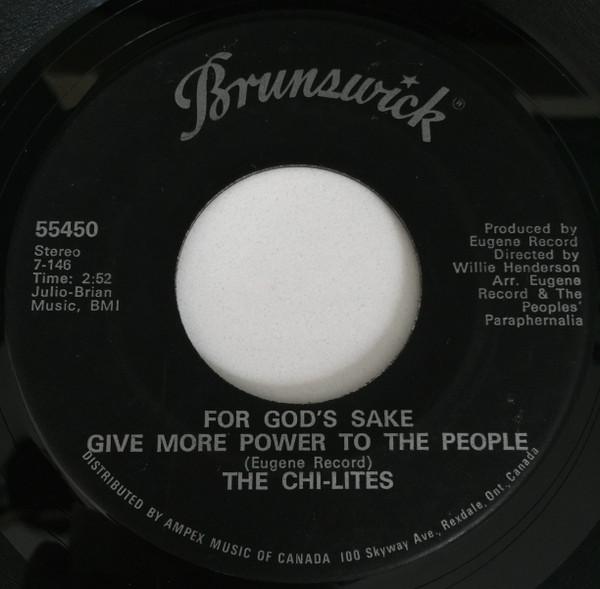 Brunswick®
55450
Stereo
7-146
Time: 2:52
Julio-Brian
Music, BMI
Produced by
Eugene Record
Directed by
Willie Henderson
Arr. Eugene
Record & The
Peoples'
Paraphernalia
FOR GOD'S SAKE
GIVE MORE POWER TO THE PEOPLE
(Eugene Record)
THE CHI-LITES
DISTRIBUTED BY AMPEX MUSIC OF CANADA 100 Skyway Ave., Rexdale, Ont., Canada